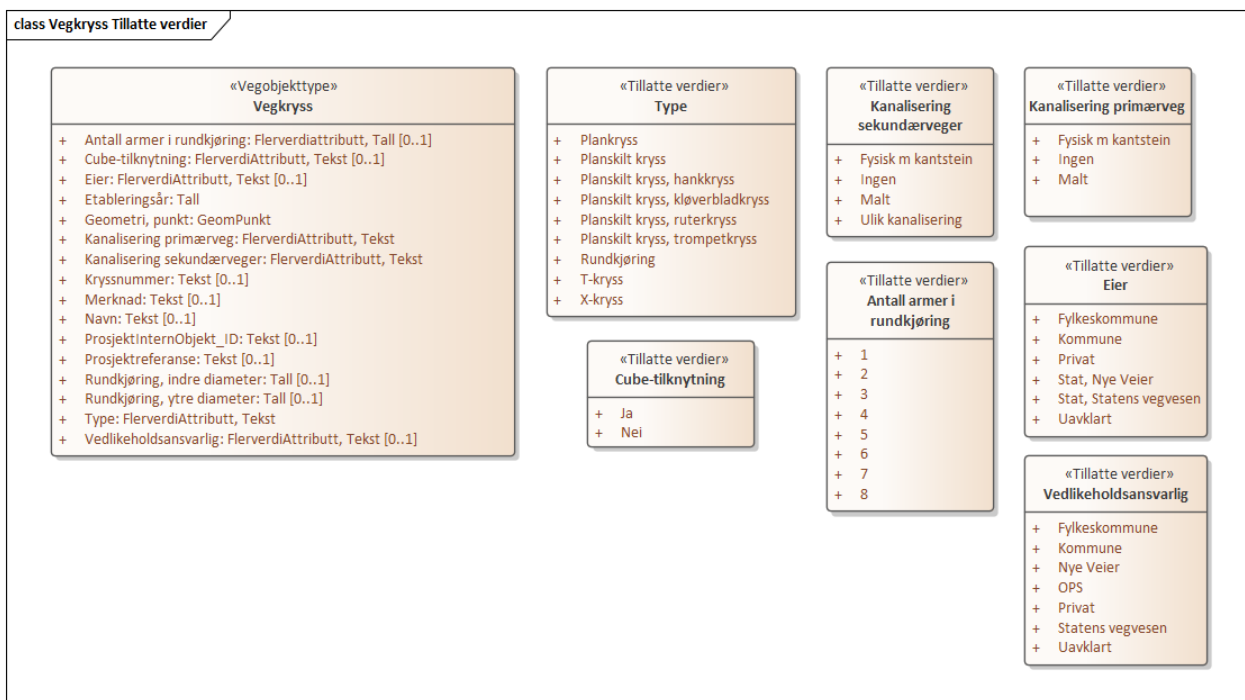 class Vegkryss Tillatte verdier
«Vegobjekttype»
Vegkryss
+ Antall armer i rundkjøring: Flerverdiattributt, Tall [0..1]
+ Cube-tilknytning: FlerverdiAttributt, Tekst [0..1]
+ Eier: FlerverdiAttributt, Tekst [0..1]
+ Etableringsår: Tall
+ Geometri, punkt: GeomPunkt
+ Kanalisering primærveg: FlerverdiAttributt, Tekst
+ Kanalisering sekundærveger: FlerverdiAttributt, Tekst
+ Kryssnummer: Tekst [0..1]
+ Merknad: Tekst [0..1]
+ Navn: Tekst [0..1]
+ ProsjektInternObjekt_ID: Tekst [0..1]
+ Prosjektreferanse: Tekst [0..1]
+ Rundkjøring, indre diameter: Tall [0..1]
+ Rundkjøring, ytre diameter: Tall [0..1]
+ Type: FlerverdiAttributt, Tekst
+ Vedlikeholdsansvarlig: FlerverdiAttributt, Tekst [0..1]
«Tillatte verdier»
Type
+ Plankryss
+ Planskilt kryss
+ Planskilt kryss, hankkryss
+ Planskilt kryss, kløverbladkryss
+ Planskilt kryss, ruterkryss
+ Planskilt kryss, trompetkryss
+ Rundkjøring
+ T-kryss
+ X-kryss
«Tillatte verdier»
Cube-tilknytning
+ Ja
+ Nei
«Tillatte verdier»
Kanalisering
sekundærveger
+ Fysisk m kantstein
+ Ingen
+ Malt
+ Ulik kanalisering
«Tillatte verdier»
Antall armer i
rundkjøring
+ 1
+ 2
+ 3
+ 4
+ 5
+ 6
+ 7
+ 8
«Tillatte verdier»
Kanalisering primærveg
+ Fysisk m kantstein
+ Ingen
+ Malt
«Tillatte verdier»
Eier
+ Fylkeskommune
+ Kommune
+ Privat
+ Stat, Nye Veier
+ Stat, Statens vegvesen
+ Uavklart
«Tillatte verdier»
Vedlikeholdsansvarlig
+ Fylkeskommune
+ Kommune
+ Nye Veier
+ OPS
+ Privat
+ Statens vegvesen
+ Uavklart